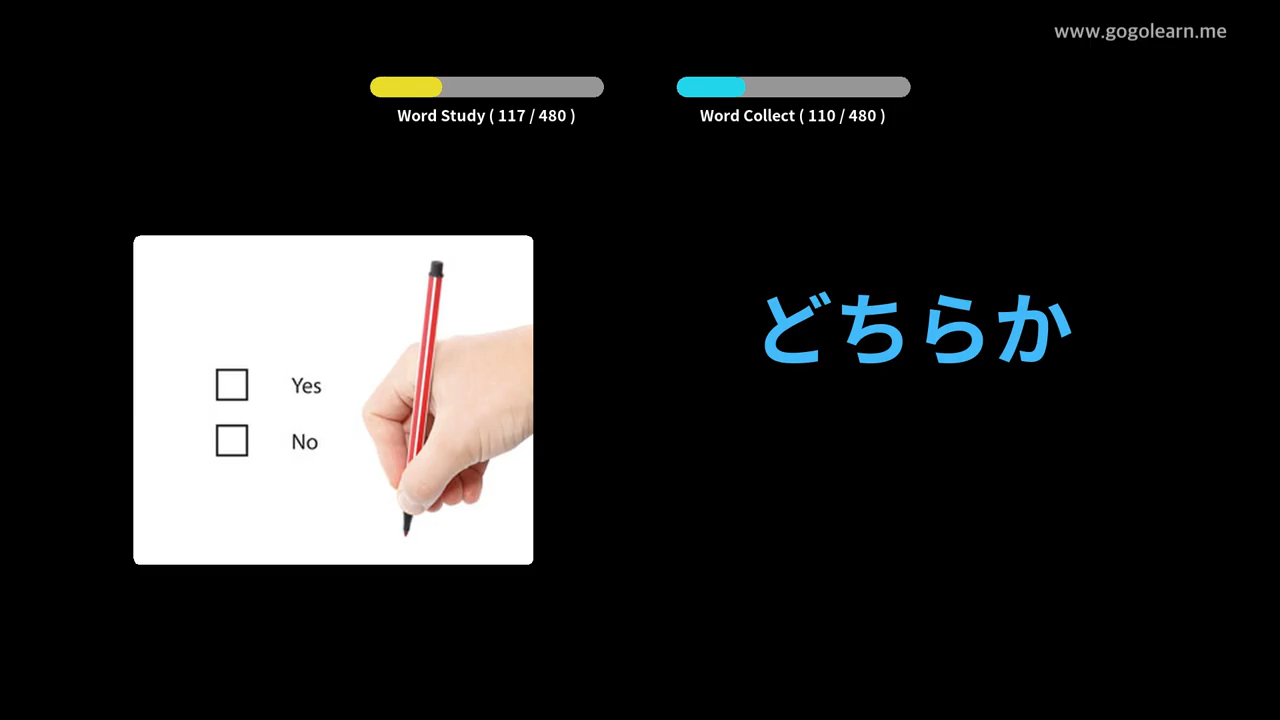 www.gogolearn.me
Word Study ( 117 / 480 )
Word Collect ( 110 / 480 )
Yes
No
どちらか